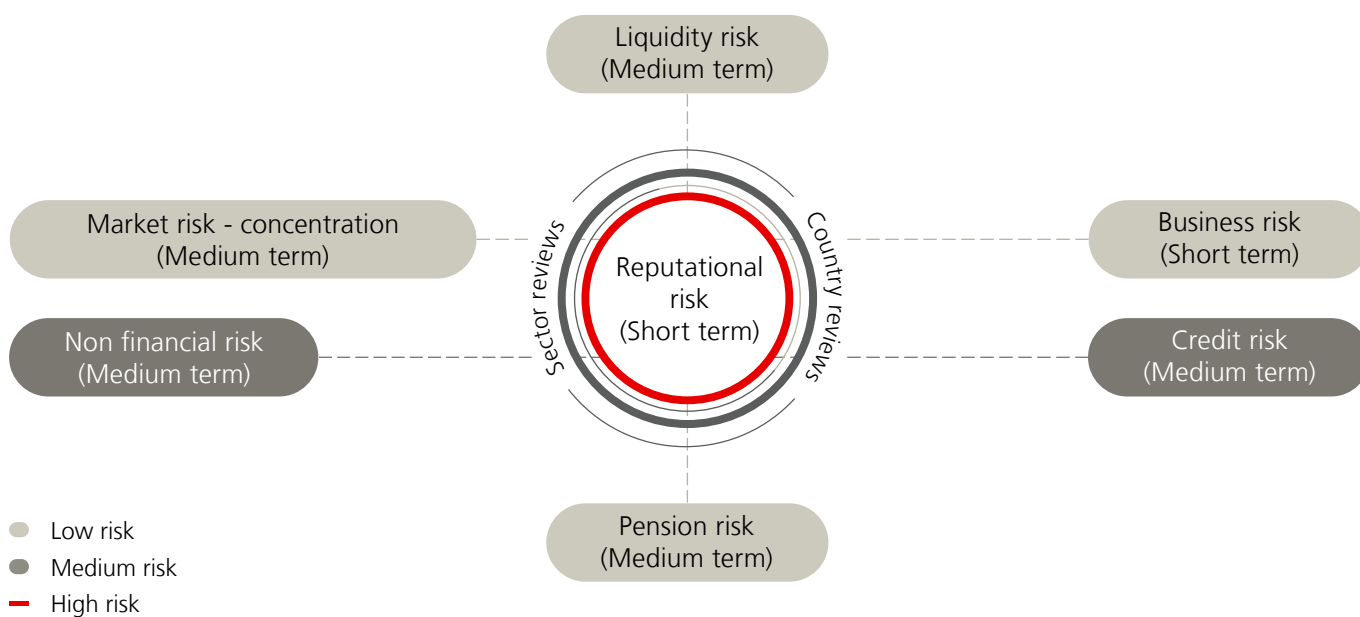 Liquidity risk
(Medium term)
Market risk - concentration
(Medium term)
Business risk
(Short term)
Sector reviews
Reputational
risk
(Short term)
Country reviews
Non financial risk
(Medium term)
Credit risk
(Medium term)
Pension risk
(Medium term)
Low risk
Medium risk
High risk